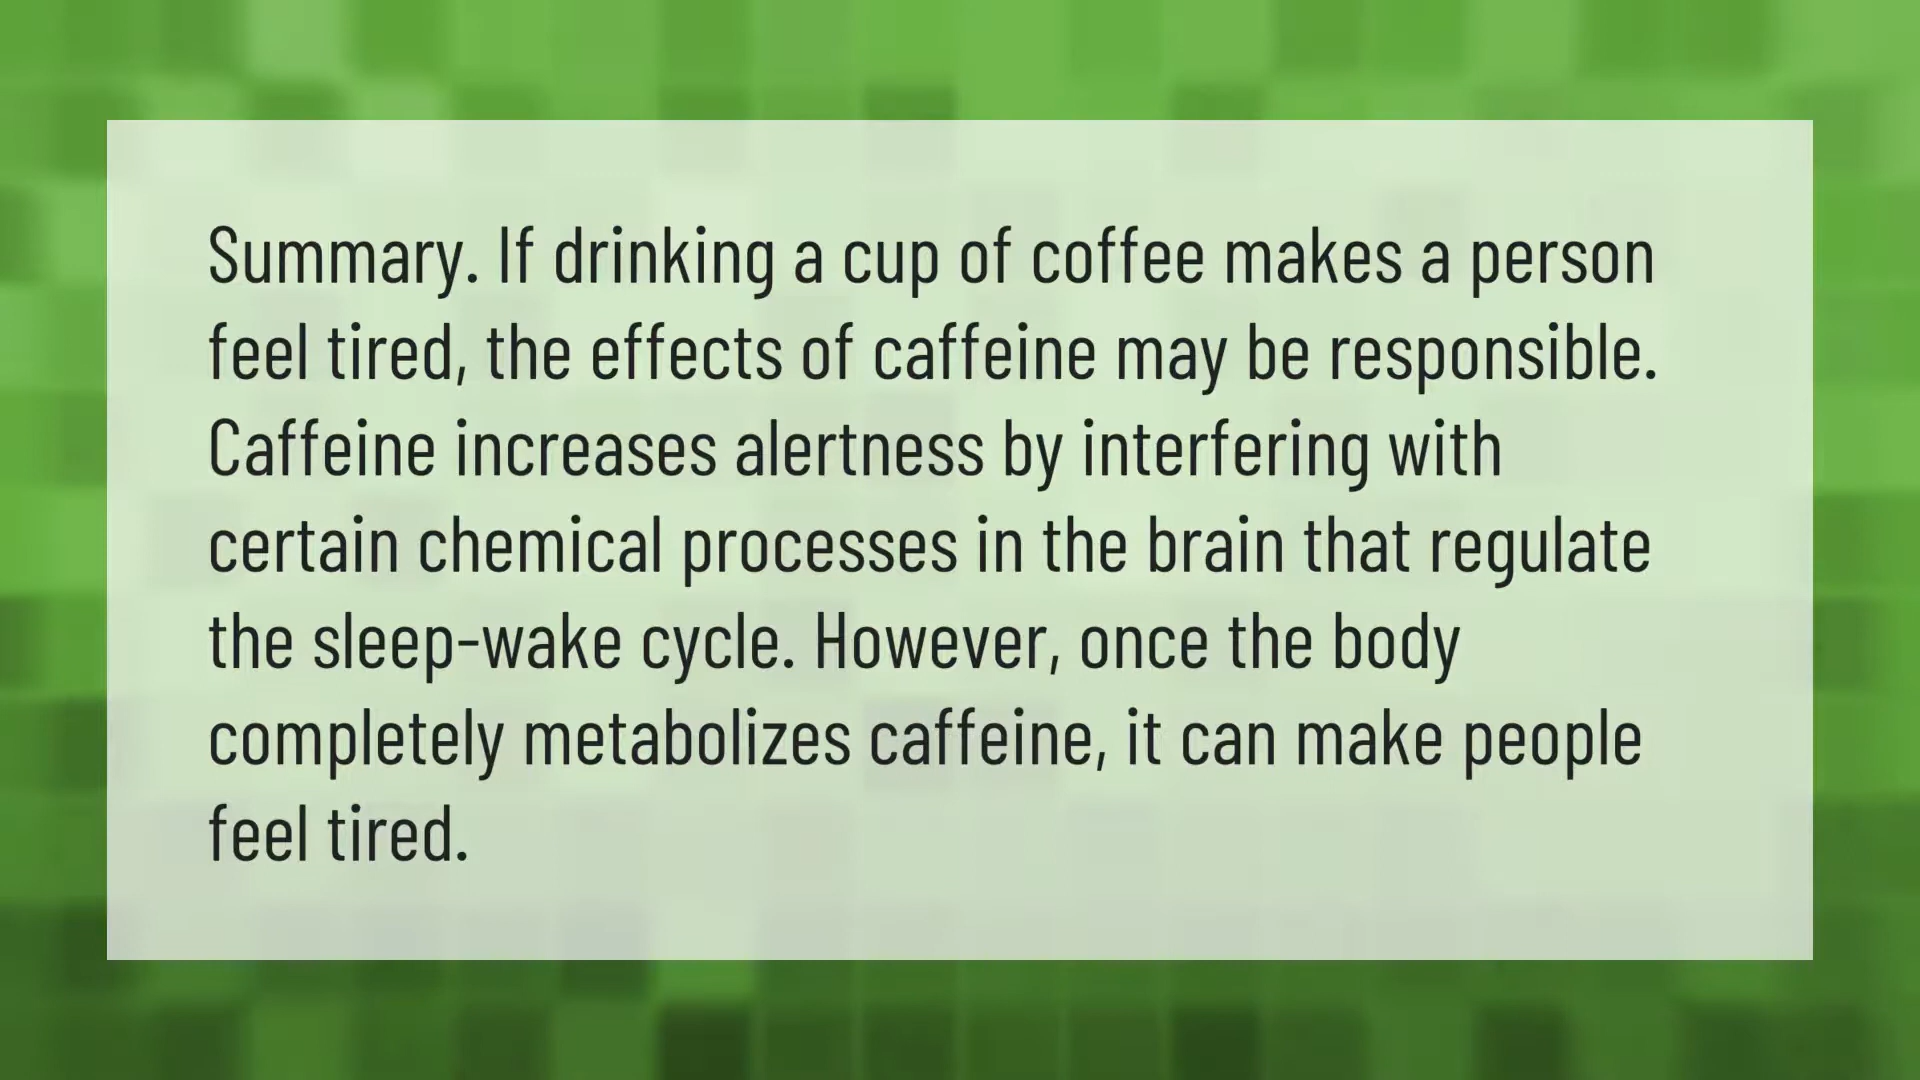 Summary. If drinking a cup of coffee makes a person
feel tired, the effects of caffeine may be responsible.
Caffeine increases alertness by interfering with
certain chemical processes in the brain that regulate
the sleep-wake cycle. However, once the body
completely metabolizes caffeine, it can make people
feel tired.